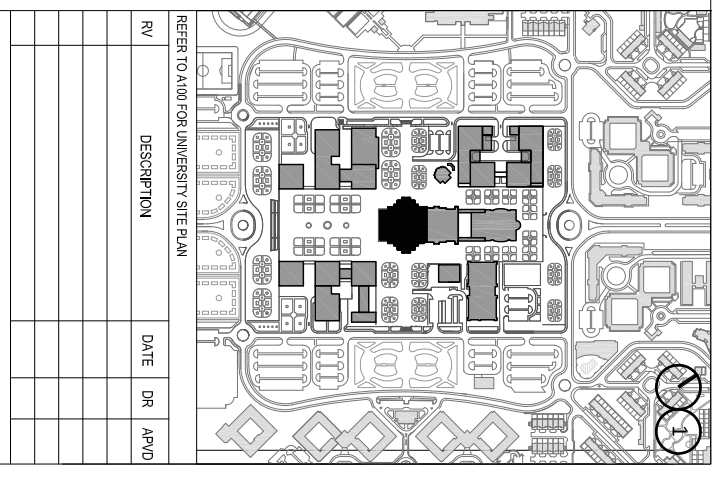 REFER TO A100 FOR UNIVERSITY SITE PLAN
RV DESCRIPTION DATE DR APVD
1